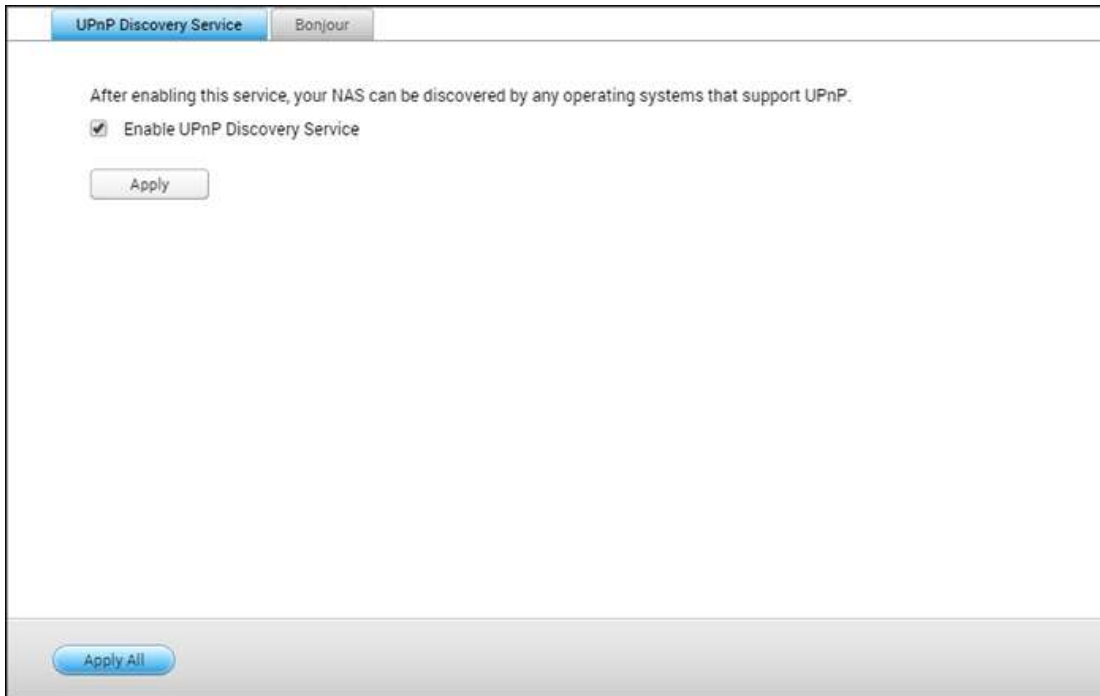 UPnP Discovery Service
Bonjour
After enabling this service, your NAS can be discovered by any operating systems that support UPnP.
Enable UPnP Discovery Service
Apply
Apply All